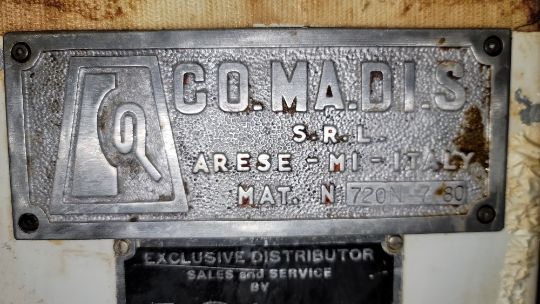 CO.MA.DI.S
S.R.L.
ARESE - MI - ITALY
MAT. N 720N 7 80
EXCLUSIVE DISTRIBUTOR
SALES and SERVICE
BY